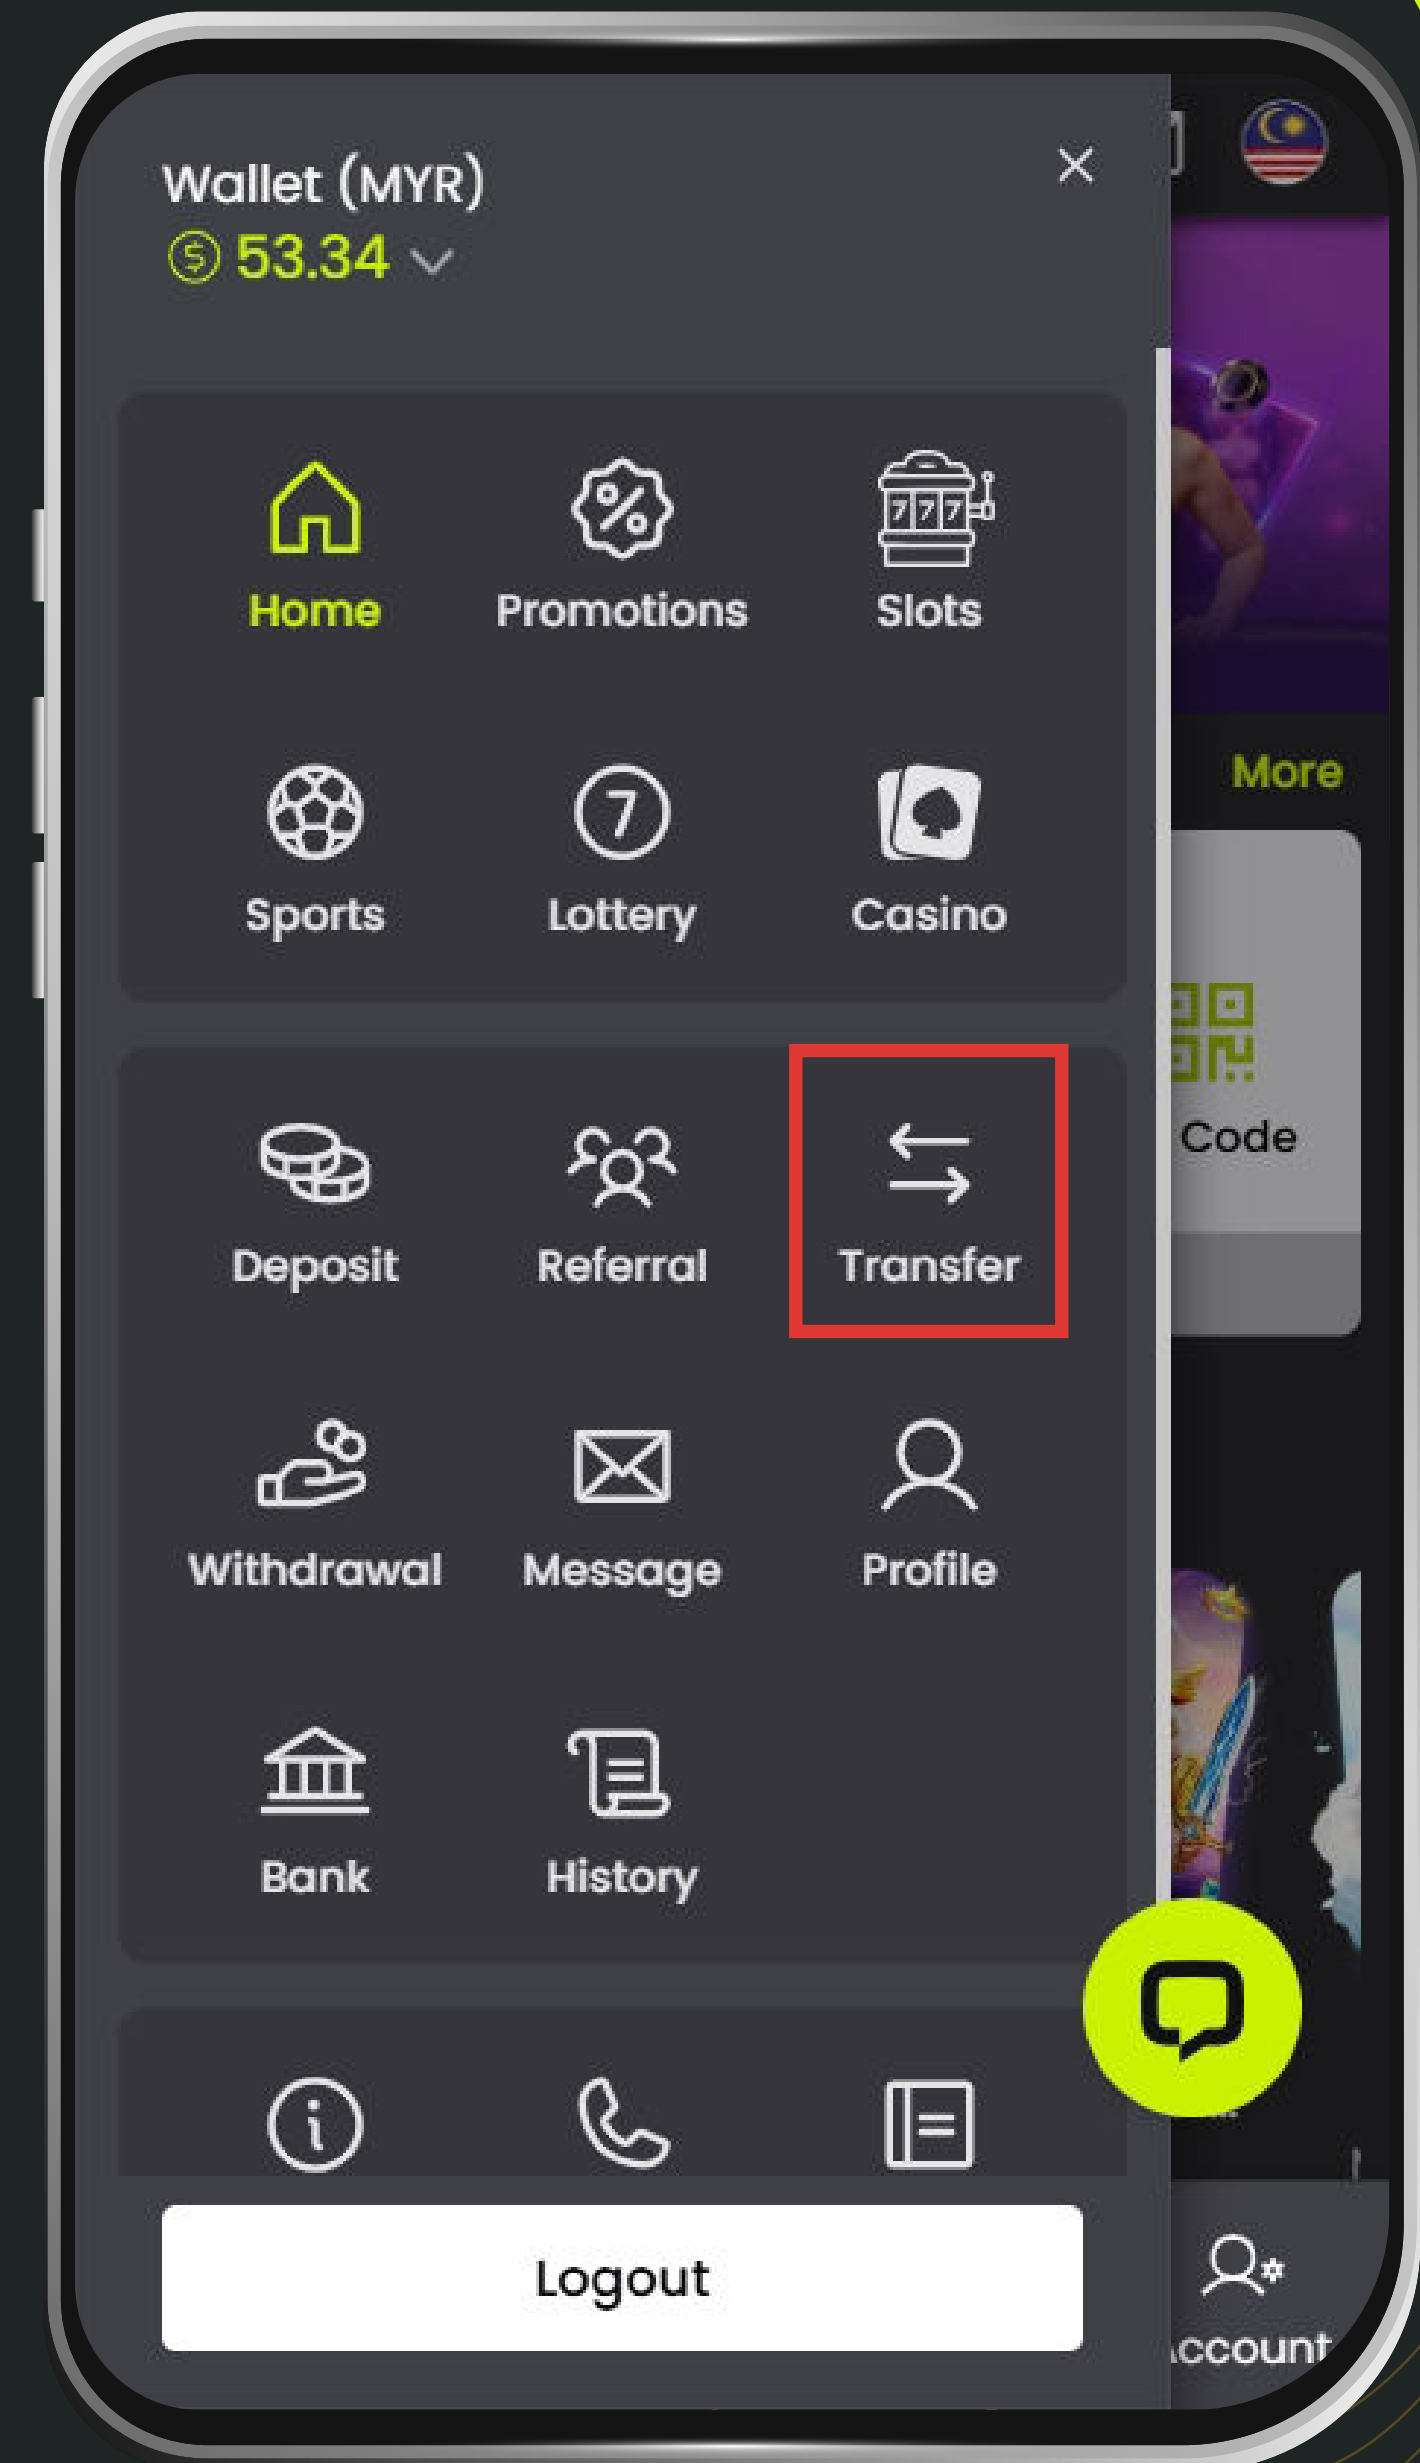 Wallet (MYR)
53.34
Home
Promotions
Slots
Sports
Lottery
Casino
More
Code
Deposit
Referral
Transfer
Withdrawal
Message
Profile
Bank
History
Logout
Account